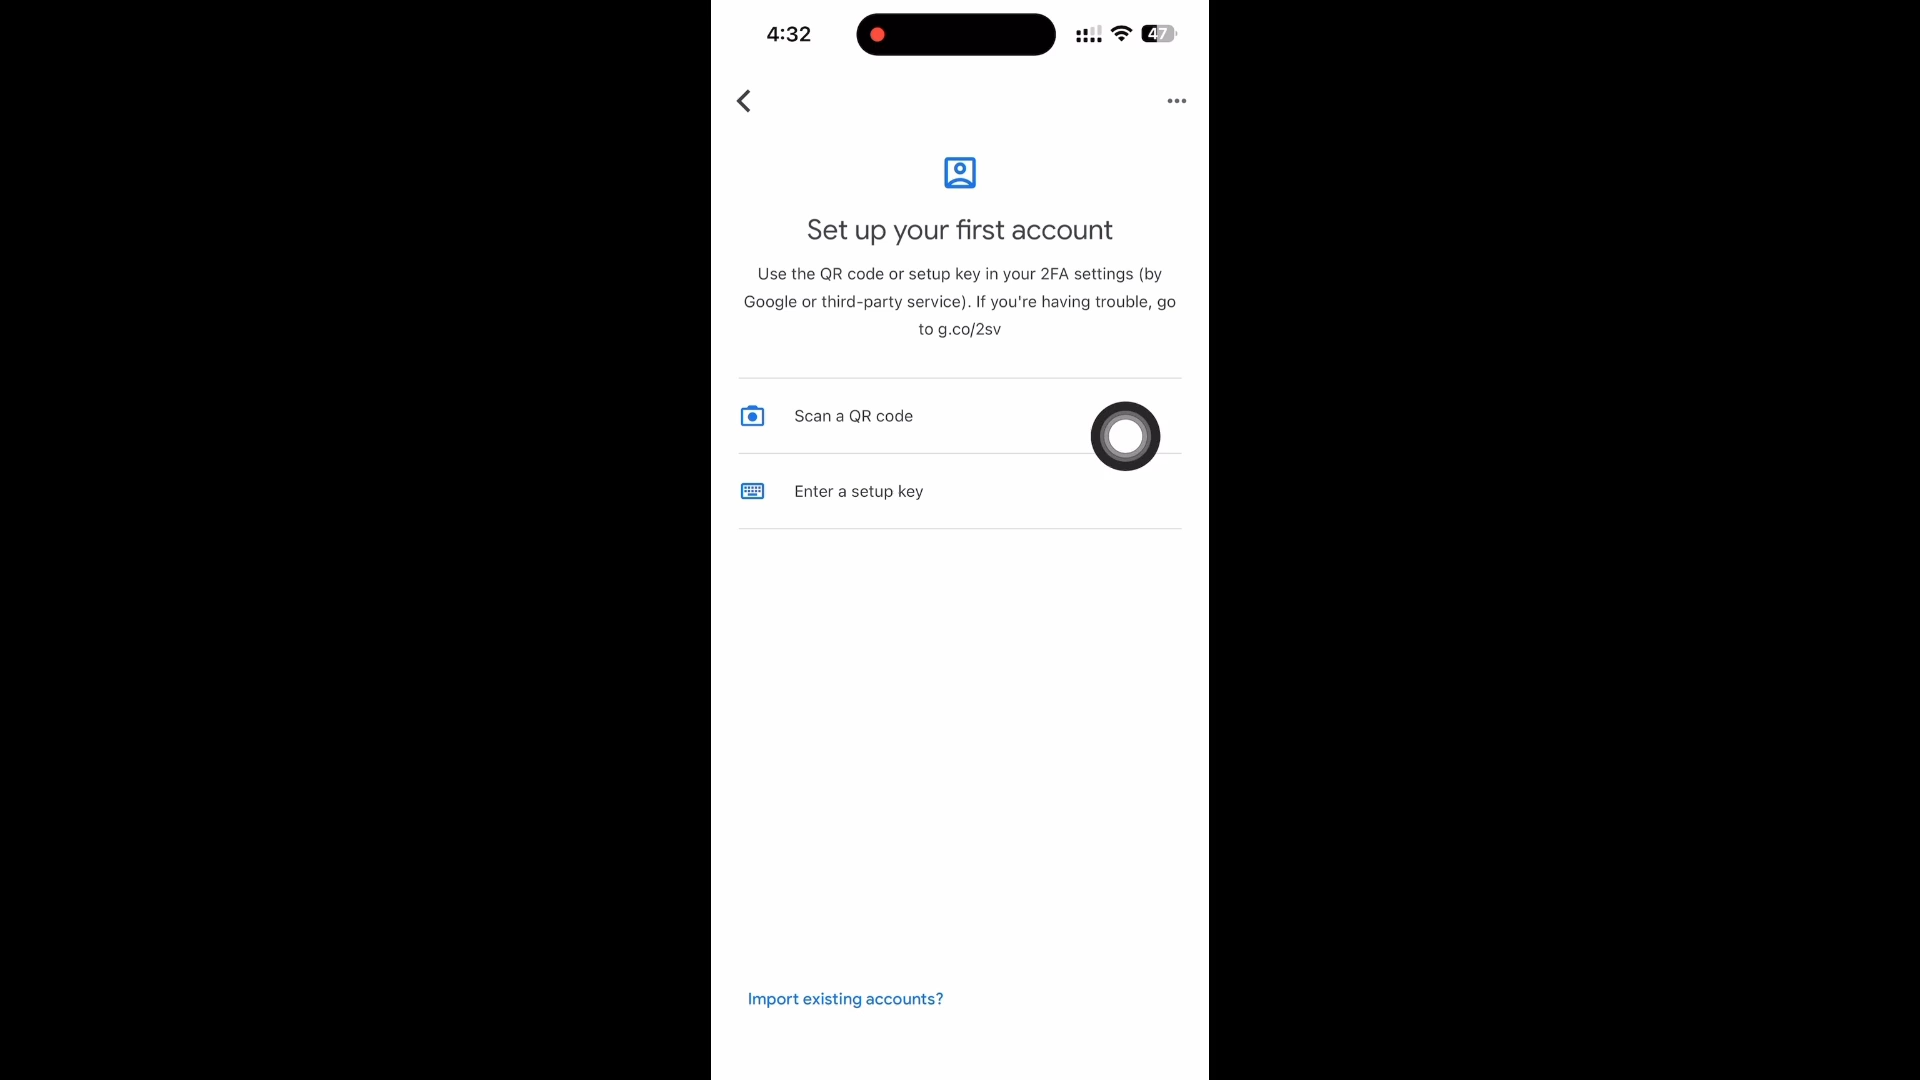 4:32
47
Set up your first account
Use the QR code or setup key in your 2FA settings (by
Google or third-party service). If you're having trouble, go
to g.co/2sv
Scan a QR code
Enter a setup key
Import existing accounts?